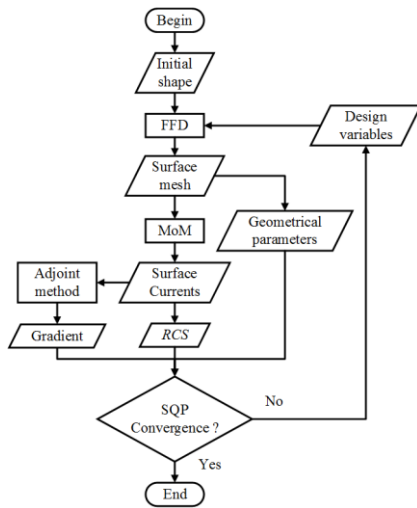 Begin
Initial
shape
FFD
Design
variables
Surface
mesh
MoM
Geometrical
parameters
Adjoint
method
Surface
Currents
Gradient
RCS
SQP
Convergence ?
No
Yes
End